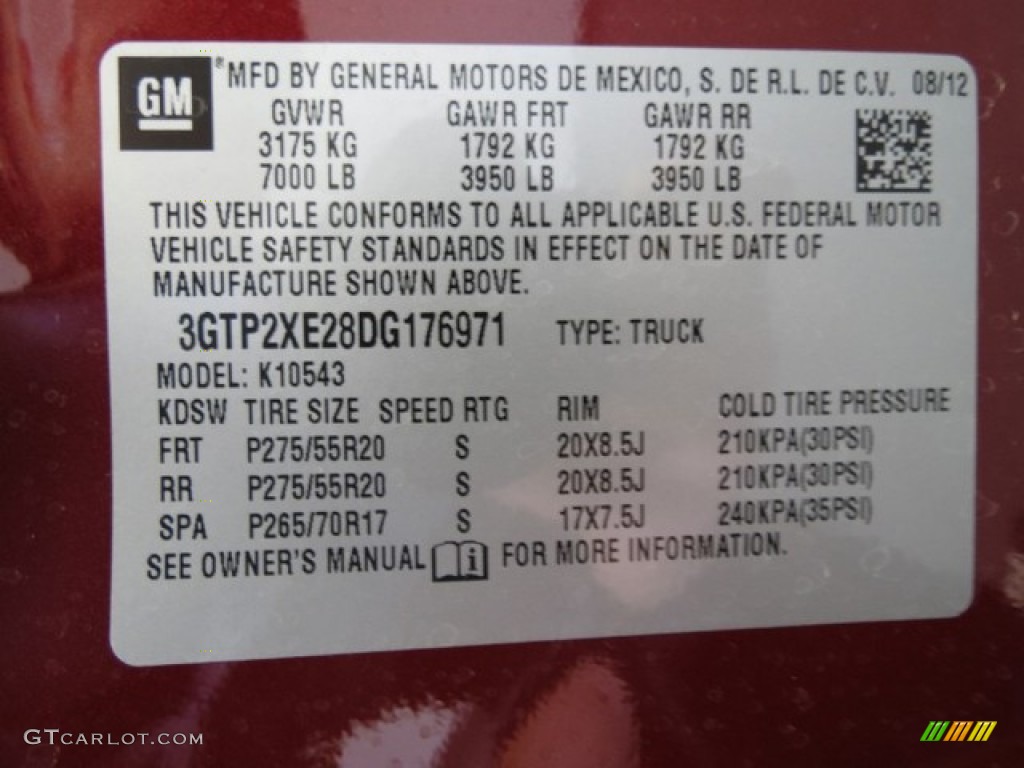 GM ® MFD BY GENERAL MOTORS DE MEXICO, S. DE R.L. DE C.V. 08/12
GVWR GAWR FRT GAWR RR
3175 KG 1792 KG 1792 KG
7000 LB 3950 LB 3950 LB
THIS VEHICLE CONFORMS TO ALL APPLICABLE U.S. FEDERAL MOTOR
VEHICLE SAFETY STANDARDS IN EFFECT ON THE DATE OF
MANUFACTURE SHOWN ABOVE.
3GTP2XE28DG176971 TYPE: TRUCK
MODEL: K10543
KDSW TIRE SIZE SPEED RTG RIM COLD TIRE PRESSURE
FRT P275/55R20 S 20X8.5J 210KPA(30PSI)
RR P275/55R20 S 20X8.5J 210KPA(30PSI)
SPA P265/70R17 S 17X7.5J 240KPA(35PSI)
SEE OWNER'S MANUAL i FOR MORE INFORMATION.
GTCARLOT.COM